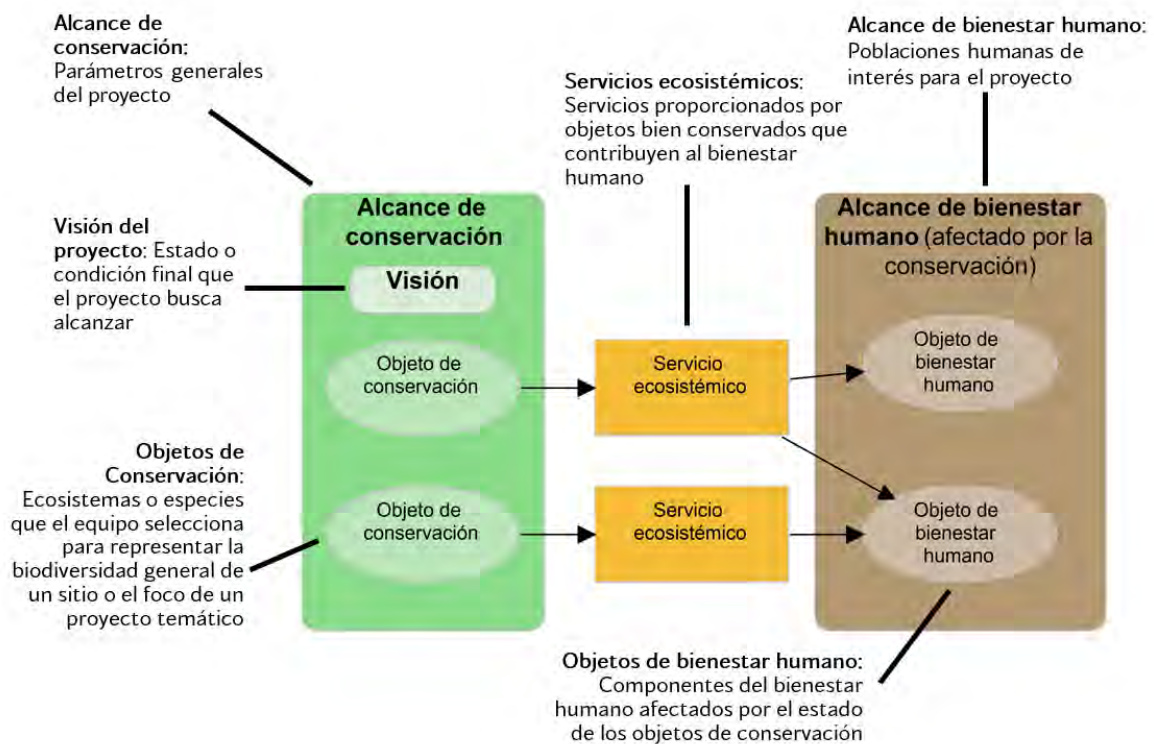 Alcance de
conservación:
Parámetros generales
del proyecto
Alcance de bienestar humano:
Poblaciones humanas de
interés para el proyecto
Servicios ecosistémicos:
Servicios proporcionados por
objetos bien conservados que
contribuyen al bienestar
humano
Visión del
proyecto: Estado o
condición final que
el proyecto busca
alcanzar
Alcance de
conservación
Visión
Objeto de
conservación
Objeto de
conservación
Servicio
ecosistémico
Servicio
ecosistémico
Alcance de bienestar
humano (afectado por la
conservación)
Objeto de
bienestar
humano
Objeto de
bienestar
humano
Objetos de
Conservación:
Ecosistemas o especies
que el equipo selecciona
para representar la
biodiversidad general de
un sitio o el foco de un
proyecto temático
Objetos de bienestar humano:
Componentes del bienestar
humano afectados por el estado
de los objetos de conservación